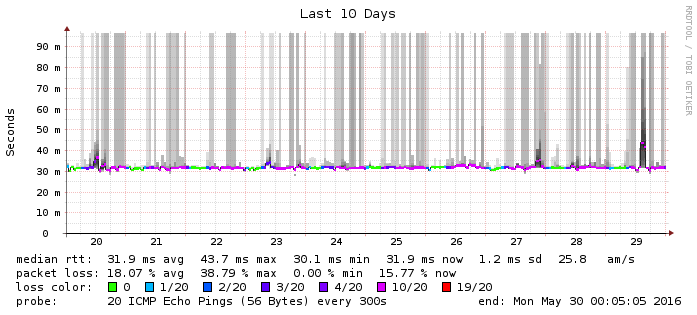 Last 10 Days
RRDTOOL / TOBI OETIKER
Seconds
90 m
80 m
70 m
60 m
50 m
40 m
30 m
20 m
10 m
0
20 21 22 23 24 25 26 27 28 29
median rtt: 31.9 ms avg 43.7 ms max 30.1 ms min 31.9 ms now 1.2 ms sd 25.8 am/s
packet loss: 18.07 % avg 38.79 % max 0.00 % min 15.77 % now
loss color: 0 1/20 2/20 3/20 4/20 10/20 19/20
probe: 20 ICMP Echo Pings (56 Bytes) every 300s end: Mon May 30 00:05:05 2016